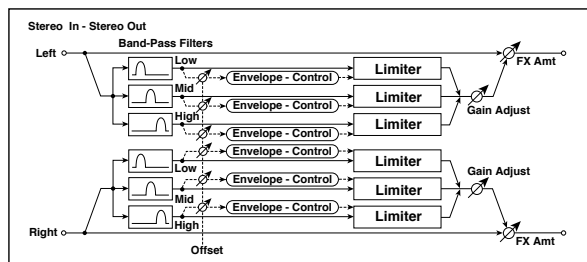 Stereo In - Stereo Out
Left
Band-Pass Filters
Low
Envelope - Control
Limiter
FX Amt
Mid
Envelope - Control
Limiter
Gain Adjust
High
Envelope - Control
Limiter
Low
Envelope - Control
Limiter
Gain Adjust
Mid
Envelope - Control
Limiter
High
Envelope - Control
Limiter
Right
Offset
FX Amt